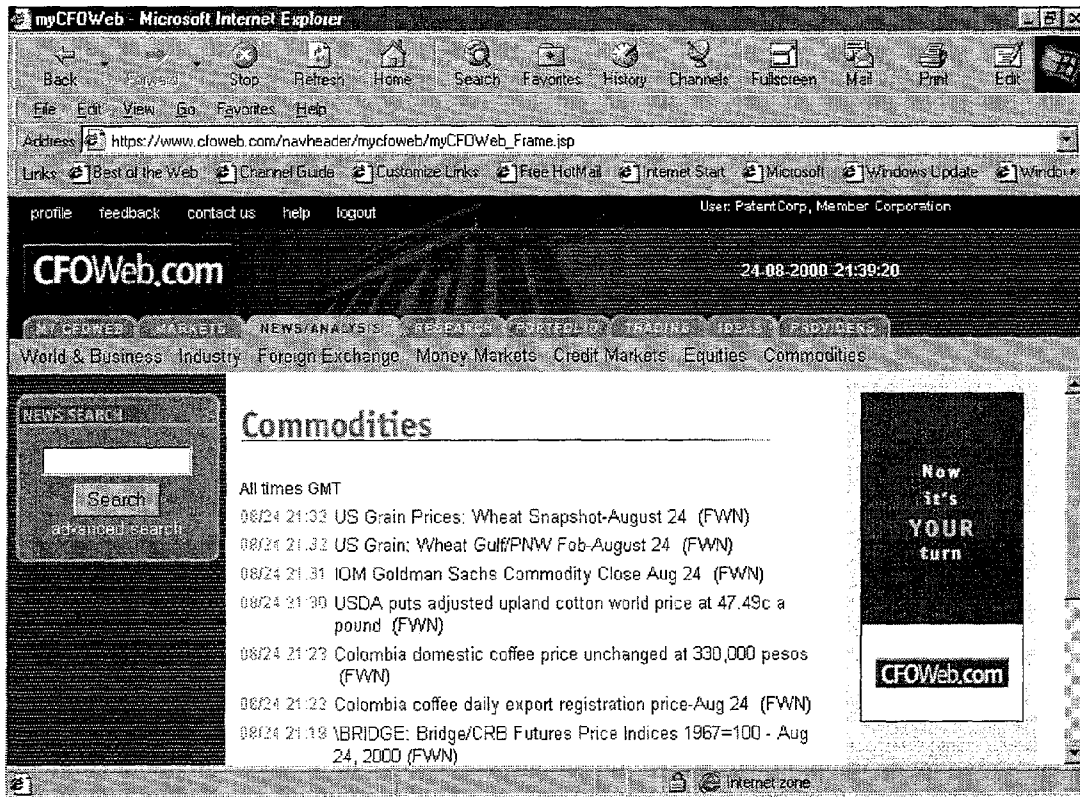 myCFOWeb - Microsoft Internet Explorer
Back Forward Stop Refresh Home Search Favorites History Channels Fullscreen Mail Print Edit
File Edit View Go Favorites Help
Address https://www.cfoweb.com/navheader/mycfoweb/myCFOWeb_Frame.jsp
Links Best of the Web Channel Guide Customize Links Free HotMail Internet Start Microsoft Windows Update Window
profile feedback contact us help logout User: PatentCorp, Member Corporation
CFOWeb.com
24-08-2000 21:39:20
MY CFOWEB MARKETS NEWS/ANALYSIS RESEARCH PORTFOLIO TRADING IDEAS PROVIDERS
World & Business Industry Foreign Exchange Money Markets Credit Markets Equities Commodities
NEWS SEARCH
Search
advanced search
Commodities
All times GMT
08/24 21:33 US Grain Prices: Wheat Snapshot-August 24 (FWN)
08/24 21:32 US Grain: Wheat Gulf/PNW Fob-August 24 (FWN)
08/24 21:31 IOM Goldman Sachs Commodity Close Aug 24 (FWN)
08/24 21:30 USDA puts adjusted upland cotton world price at 47.49c a
pound (FWN)
08/24 21:23 Colombia domestic coffee price unchanged at 330,000 pesos
(FWN)
08/24 21:22 Colombia coffee daily export registration price-Aug 24 (FWN)
08/24 21:19 \BRIDGE: Bridge/CRB Futures Price Indices 1967=100 - Aug
24, 2000 (FWN)
Now
it's
YOUR
turn
CFOWeb.com
Internet zone